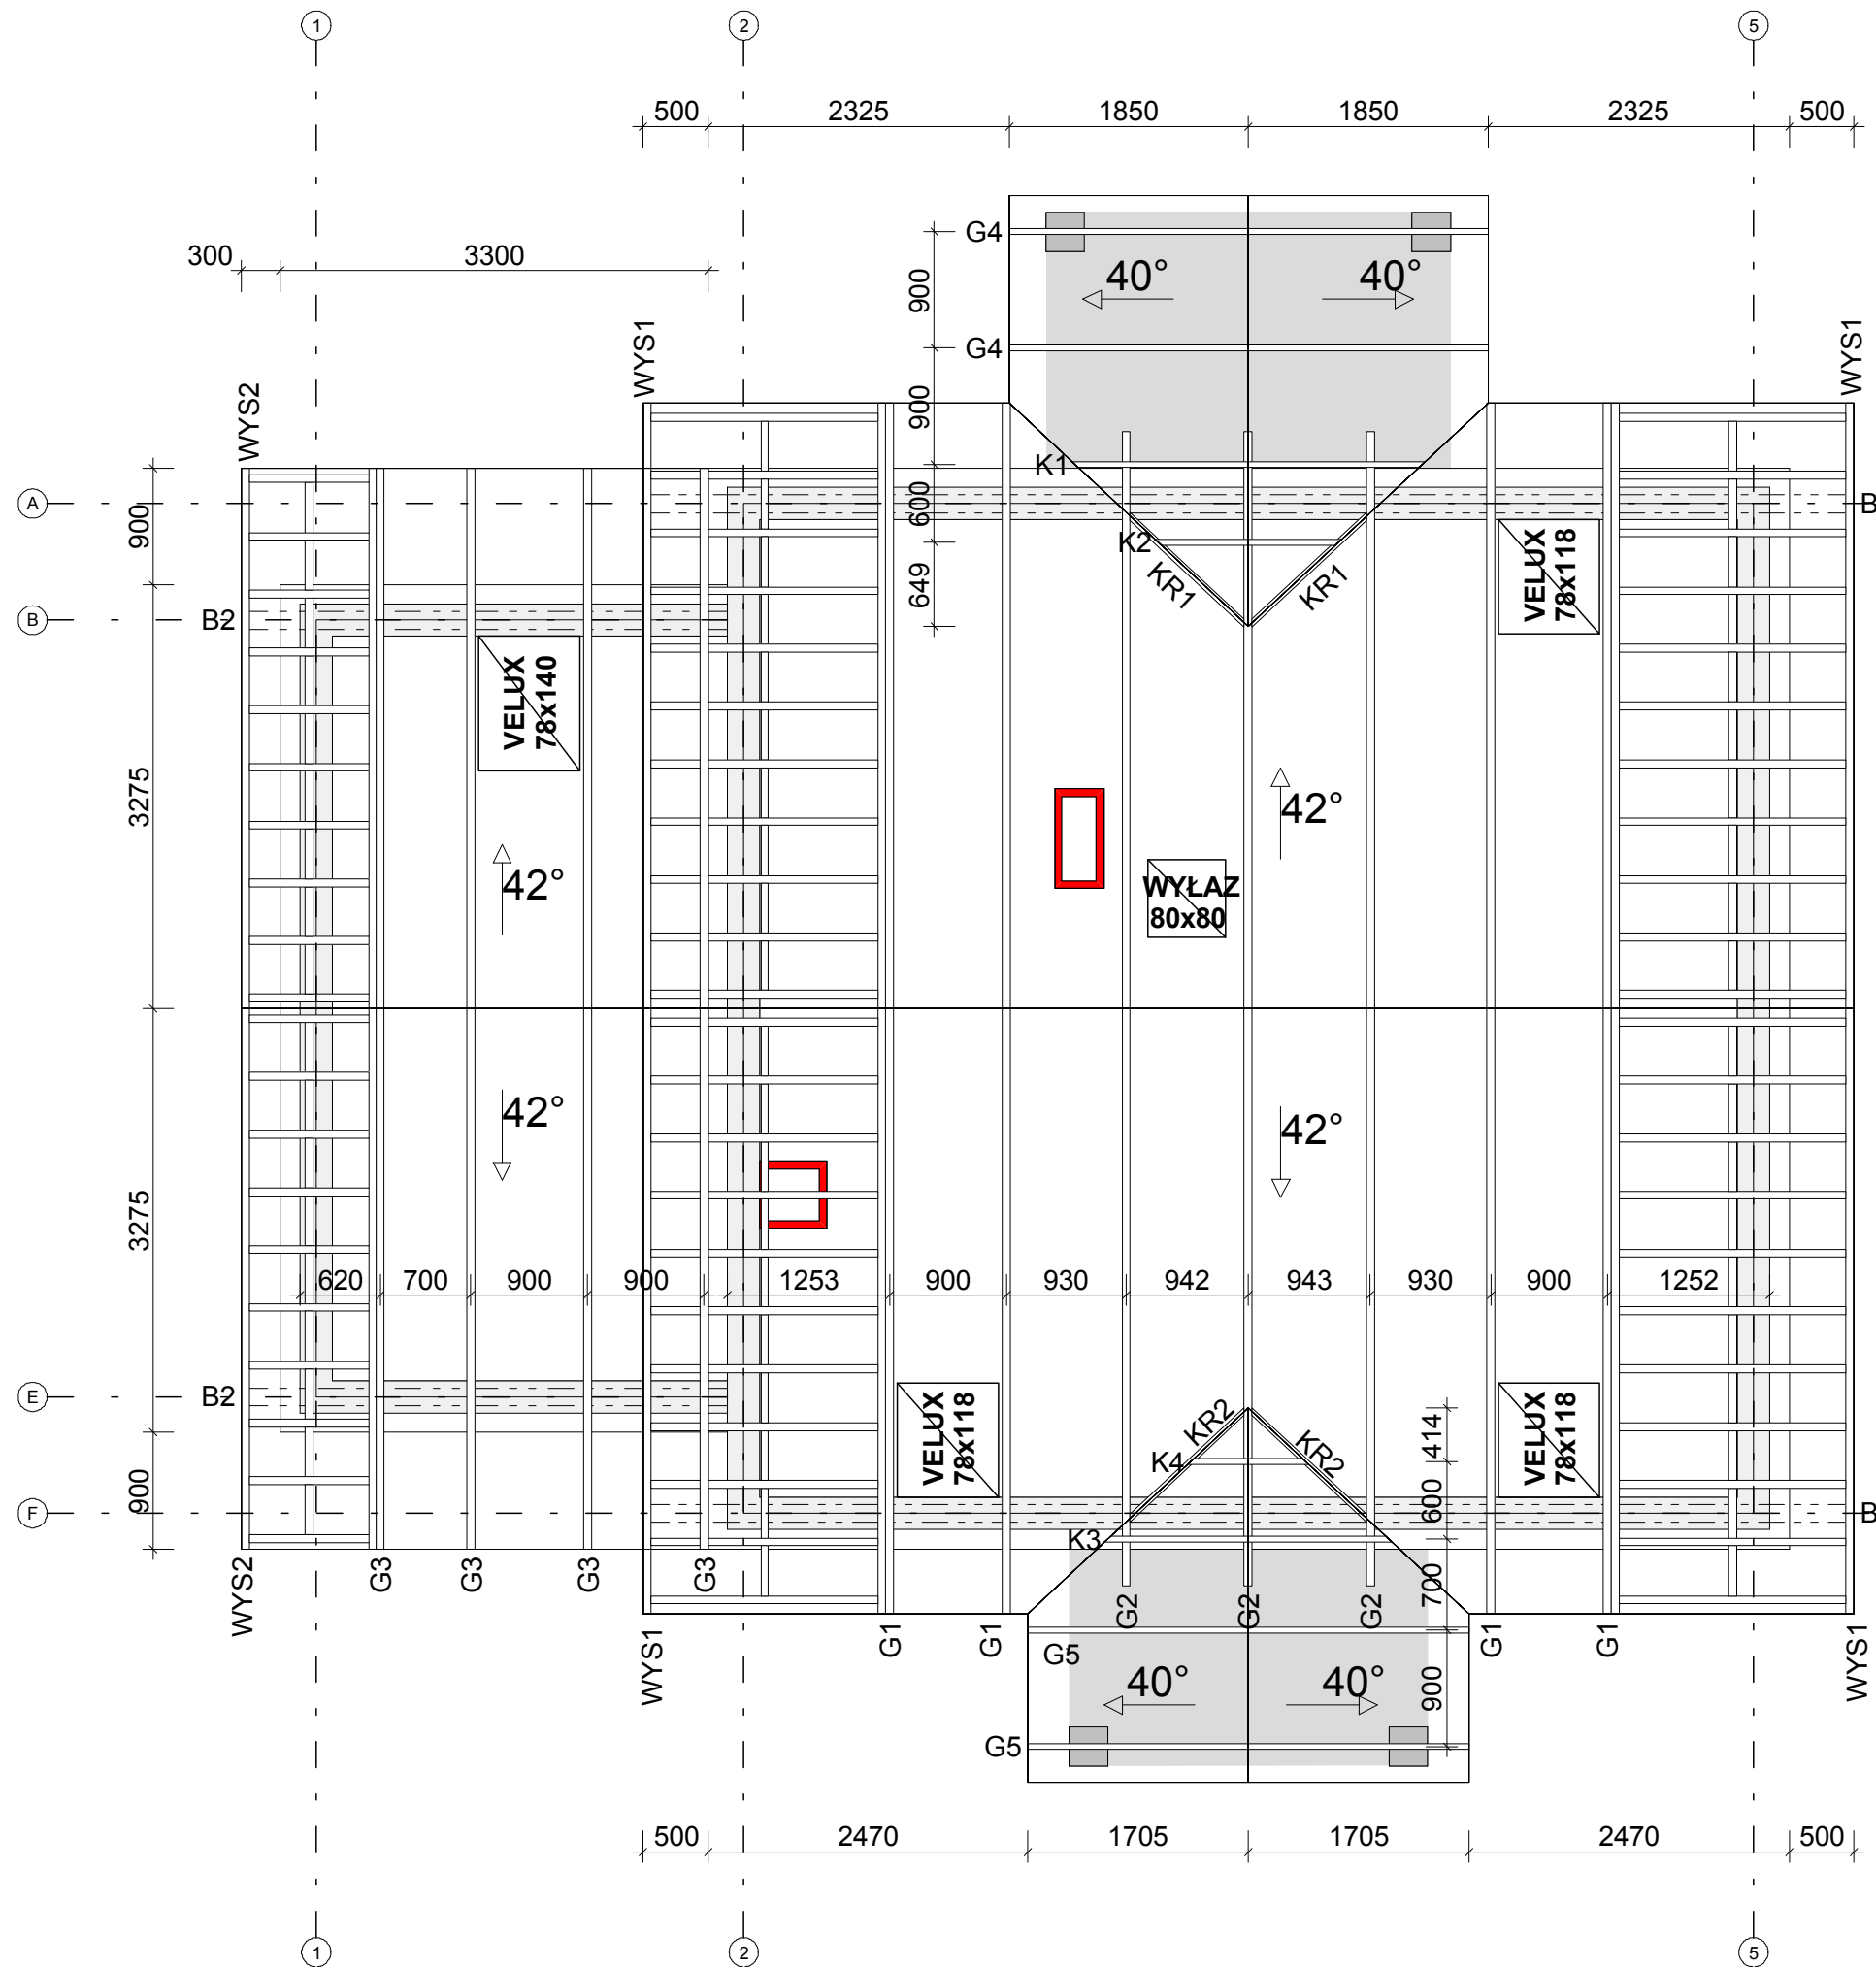 1
2
5
500
2325
1850
1850
2325
500
G4
300
3300
40°
40°
900
WYS1
WYS1
G4
WYS2
900
K1
A
B
900
600
K2
VELUX
78x118
KR1
KR1
649
B
B2
VELUX
78x140
3275
42°
42°
WYŁAZ
80x80
42°
42°
3275
620
700
900
900
1253
900
930
942
943
930
900
1252
E
B2
VELUX
78x118
KR2
KR2
K4
414
VELUX
78x118
600
900
F
B
K3
WYS2
G3
G3
G3
G3
700
G2
G2
G2
WYS1
G1
G1
G5
G1
G1
WYS1
40°
40°
900
G5
500
2470
1705
1705
2470
500
1
2
5